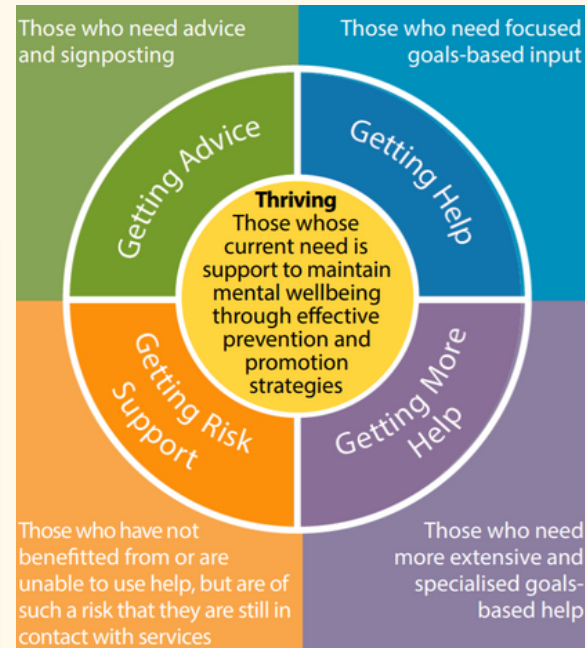 Those who need advice
and signposting
Those who need focused
goals-based input
Getting Advice
Getting Help
Thriving
Those whose
current need is
support to maintain
mental wellbeing
through effective
prevention and
promotion
strategies
Getting Risk
Support
Getting More
Help
Those who have not
benefitted from or are
unable to use help, but are of
such a risk that they are still in
contact with services
Those who need
more extensive and
specialised goals-
based help